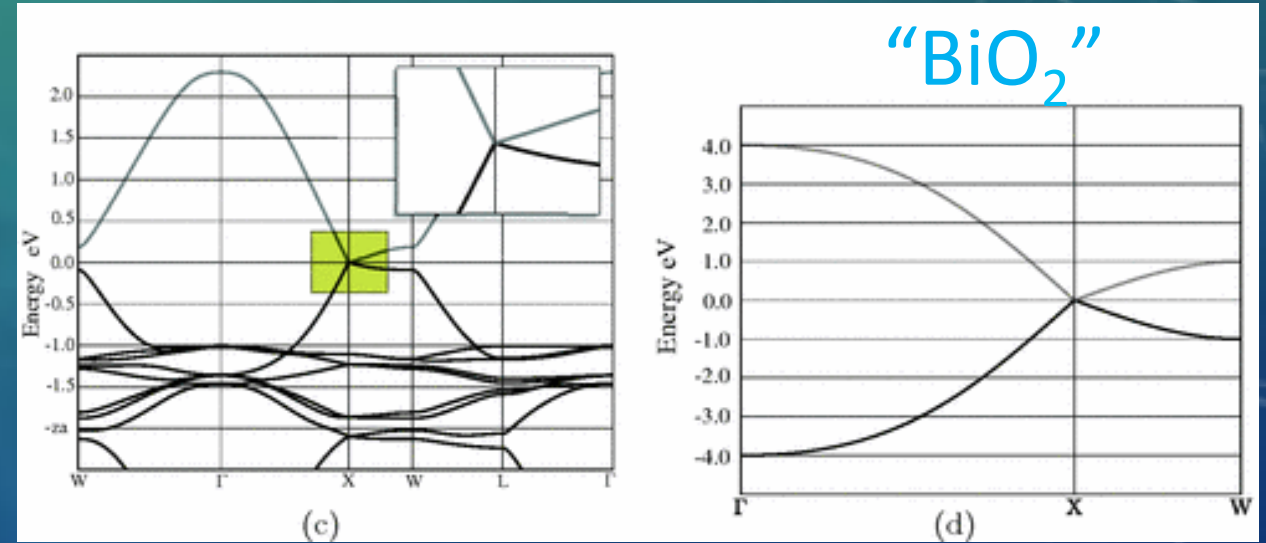 “BiO2”
Energy eV
2.0
1.5
1.0
0.5
0.0
-0.5
-1.0
-1.5
-2a
W Γ X W L Γ
(c)
Energy eV
4.0
3.0
2.0
1.0
0.0
-1.0
-2.0
-3.0
-4.0
Γ X W
(d)